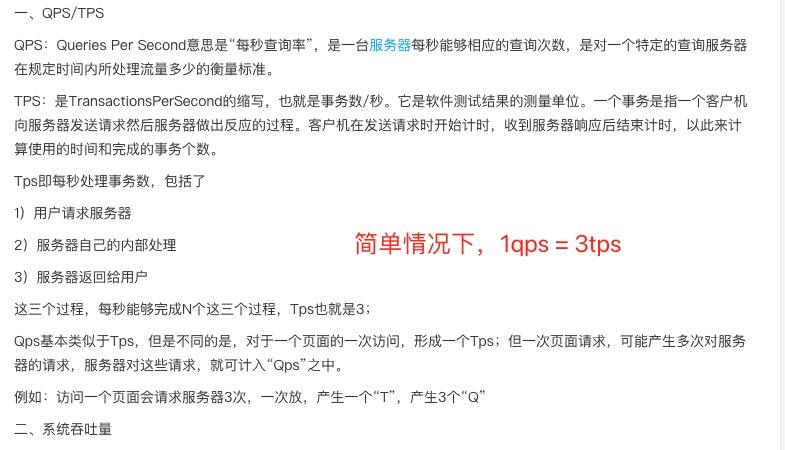 一、QPS/TPS
QPS：Queries Per Second意思是“每秒查询率”，是一台服务器每秒能够相应的查询次数，是对一个特定的查询服务器
在规定时间内所处理流量多少的衡量标准。
TPS：是TransactionsPerSecond的缩写，也就是事务数/秒。它是软件测试结果的测量单位。一个事务是指一个客户机
向服务器发送请求然后服务器做出反应的过程。客户机在发送请求时开始计时，收到服务器响应后结束计时，以此来计
算使用的时间和完成的事务个数。
Tps即每秒处理事务数，包括了
1）用户请求服务器
2）服务器自己的内部处理
简单情况下，1qps = 3tps
3）服务器返回给用户
这三个过程，每秒能够完成N个这三个过程，Tps也就是3；
Qps基本类似于Tps，但是不同的是，对于一个页面的一次访问，形成一个Tps；但一次页面请求，可能产生多次对服务
器的请求，服务器对这些请求，就可计入“Qps”之中。
例如：访问一个页面会请求服务器3次，一次放，产生一个“T”，产生3个“Q”
二、系统吞吐量